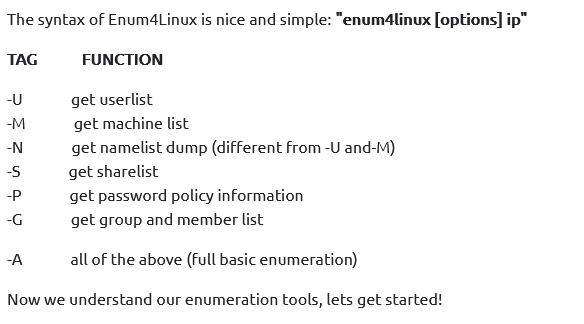 The syntax of Enum4Linux is nice and simple: "enum4linux [options] ip"
TAG FUNCTION
-U get userlist
-M get machine list
-N get namelist dump (different from -U and-M)
-S get sharelist
-P get password policy information
-G get group and member list
-A all of the above (full basic enumeration)
Now we understand our enumeration tools, lets get started!